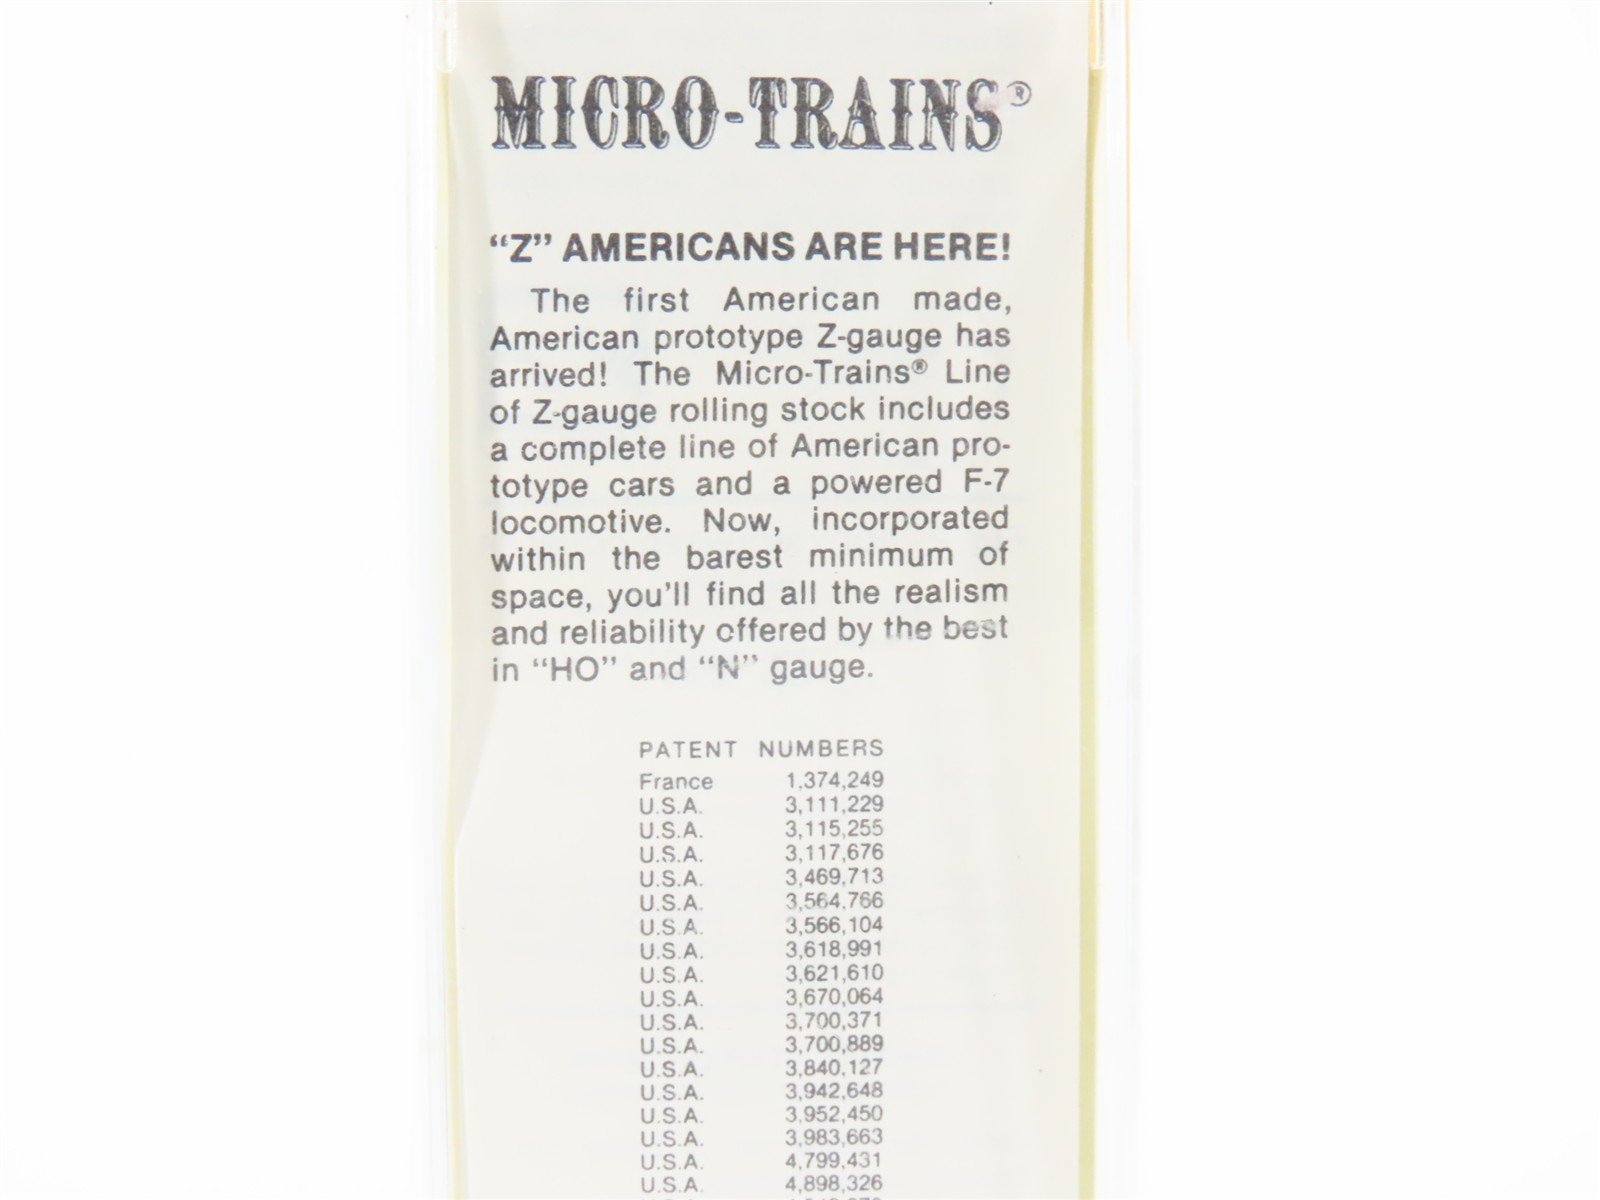 MICRO-TRAINS®
“Z” AMERICANS ARE HERE!
The first American made,
American prototype Z-gauge has
arrived! The Micro-Trains® Line
of Z-gauge rolling stock includes
a complete line of American pro-
totype cars and a powered F-7
locomotive. Now, incorporated
within the barest minimum of
space, you'll find all the realism
and reliability offered by the best
in “HO” and “N” gauge.
PATENT NUMBERS
France 1,374,249
U.S.A. 3,111,229
U.S.A. 3,115,255
U.S.A. 3,117,676
U.S.A. 3,469,713
U.S.A. 3,564,766
U.S.A. 3,566,104
U.S.A. 3,618,991
U.S.A. 3,621,610
U.S.A. 3,670,064
U.S.A. 3,700,371
U.S.A. 3,700,889
U.S.A. 3,840,127
U.S.A. 3,942,648
U.S.A. 3,952,450
U.S.A. 3,983,663
U.S.A. 4,799,431
U.S.A. 4,898,326